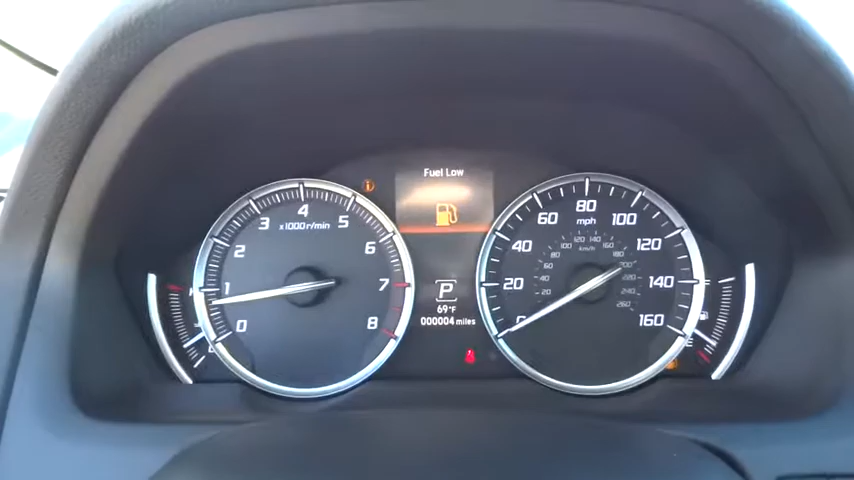 Fuel Low
0 1 2 3 4 5 6 7 8
x1000r/min
P
69°F
000004 miles
20 40 60 80 100 120 140 160
mph
20 40 60 80 100 120 140 160 180 200 220 240 260
km/h
H
E